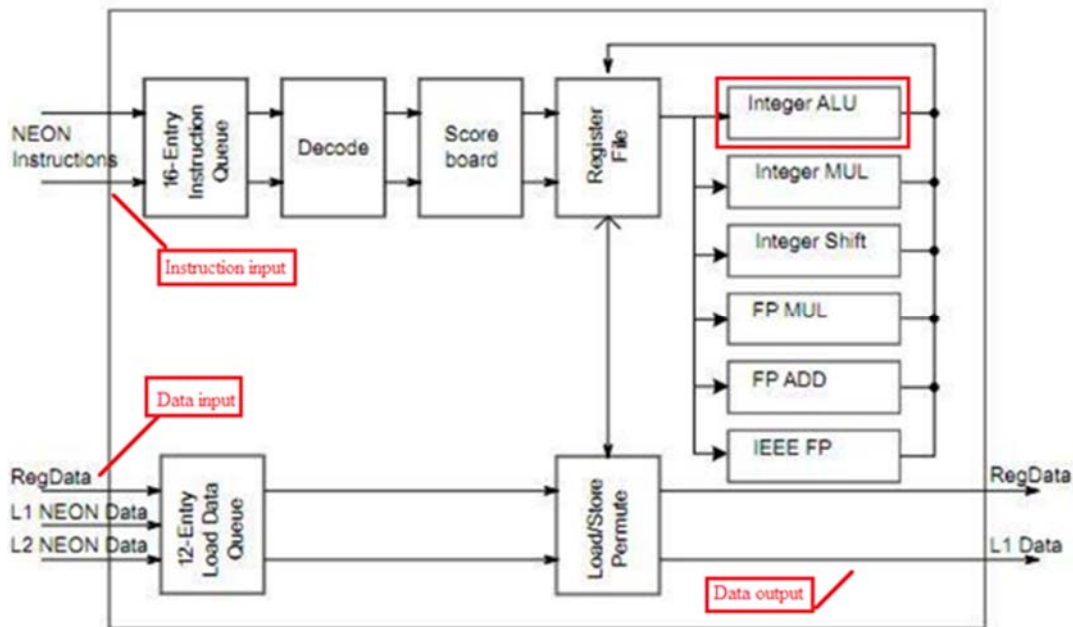 NEON
Instructions
16-Entry
Instruction
Queue
Decode
Score
board
Register
File
Integer ALU
Integer MUL
Integer Shift
FP MUL
FP ADD
IEEE FP
Instruction input
Data input
RegData
L1 NEON Data
L2 NEON Data
12-Entry
Load Data
Queue
Load/Store
Permute
RegData
L1 Data
Data output